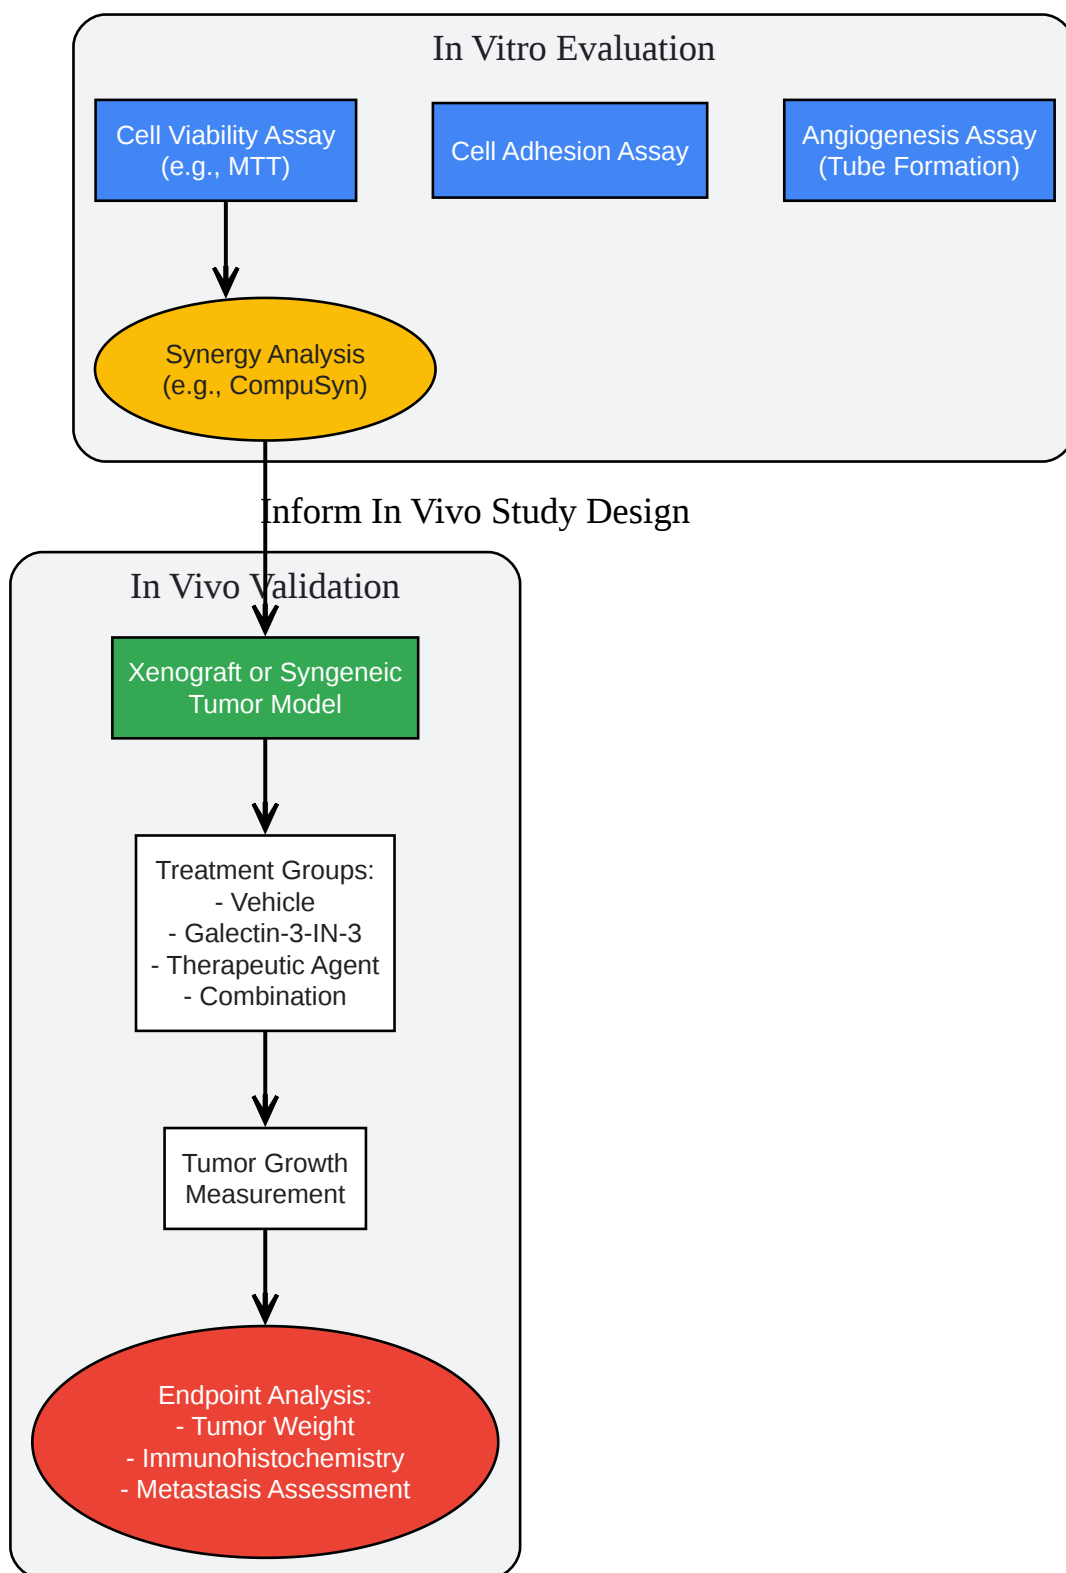 In Vitro Evaluation
Cell Viability Assay
(e.g., MTT)
Cell Adhesion Assay
Angiogenesis Assay
(Tube Formation)
Synergy Analysis
(e.g., CompuSyn)
Inform In Vivo Study Design
In Vivo Validation
Xenograft or Syngeneic
Tumor Model
Treatment Groups:
- Vehicle
- Galectin-3-IN-3
- Therapeutic Agent
- Combination
Tumor Growth
Measurement
Endpoint Analysis:
- Tumor Weight
- Immunohistochemistry
- Metastasis Assessment